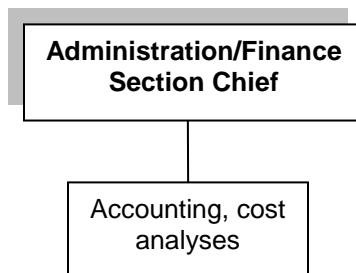 Administration/Finance
Section Chief
Accounting, cost
analyses